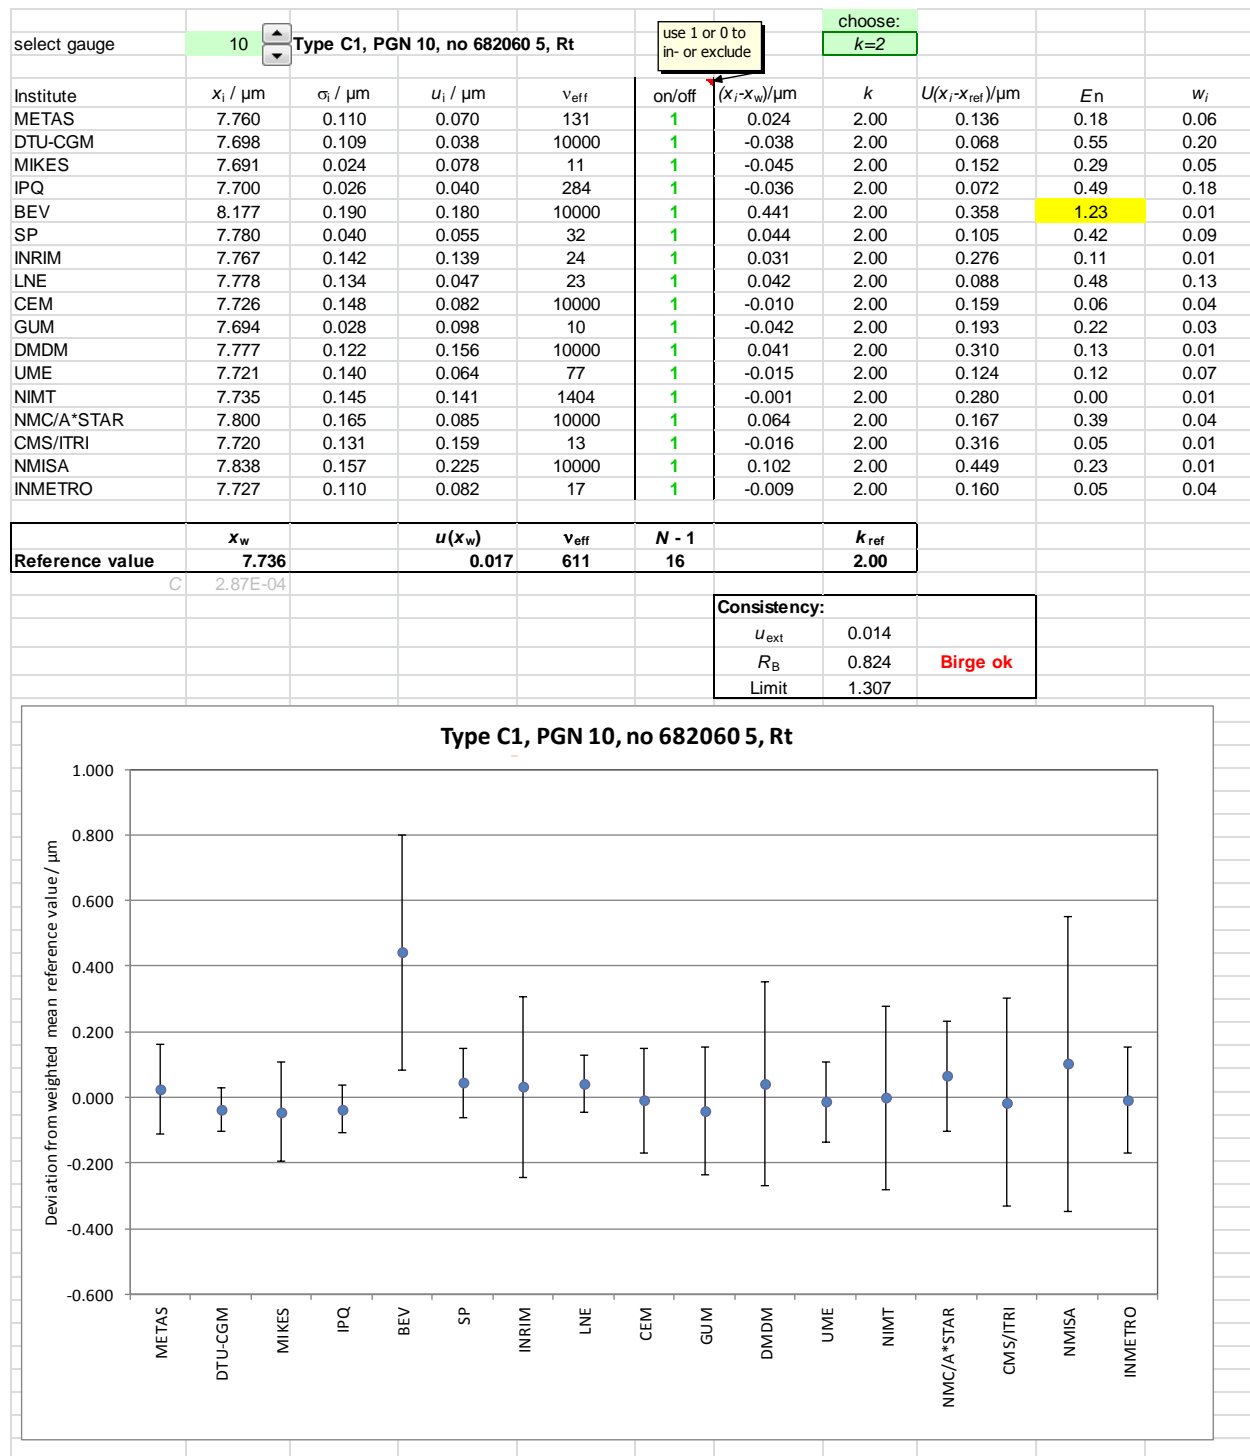 choose:
select gauge 10 Type C1, PGN 10, no 682060 5, Rt k=2
use 1 or 0 to
in- or exclude
Institute xi / µm σi / µm ui / µm νeff on/off (xi-xw)/µm k U(xi-xref)/µm En wi
METAS 7.760 0.110 0.070 131 1 0.024 2.00 0.136 0.18 0.06
DTU-CGM 7.698 0.109 0.038 10000 1 -0.038 2.00 0.068 0.55 0.20
MIKES 7.691 0.024 0.078 11 1 -0.045 2.00 0.152 0.29 0.05
IPQ 7.700 0.026 0.040 284 1 -0.036 2.00 0.072 0.49 0.18
BEV 8.177 0.190 0.180 10000 1 0.441 2.00 0.358 1.23 0.01
SP 7.780 0.040 0.055 32 1 0.044 2.00 0.105 0.42 0.09
INRIM 7.767 0.142 0.139 24 1 0.031 2.00 0.276 0.11 0.01
LNE 7.778 0.134 0.047 23 1 0.042 2.00 0.088 0.48 0.13
CEM 7.726 0.148 0.082 10000 1 -0.010 2.00 0.159 0.06 0.04
GUM 7.694 0.028 0.098 10 1 -0.042 2.00 0.193 0.22 0.03
DMDM 7.777 0.122 0.156 10000 1 0.041 2.00 0.310 0.13 0.01
UME 7.721 0.140 0.064 77 1 -0.015 2.00 0.124 0.12 0.07
NIMT 7.735 0.145 0.141 1404 1 -0.001 2.00 0.280 0.00 0.01
NMC/A*STAR 7.800 0.165 0.085 10000 1 0.064 2.00 0.167 0.39 0.04
CMS/ITRI 7.720 0.131 0.159 13 1 -0.016 2.00 0.316 0.05 0.01
NMISA 7.838 0.157 0.225 10000 1 0.102 2.00 0.449 0.23 0.01
INMETRO 7.727 0.110 0.082 17 1 -0.009 2.00 0.160 0.05 0.04
xw u(xw) νeff N - 1 kref
Reference value 7.736 0.017 611 16 2.00
C 2.87E-04
Consistency:
uext 0.014
RB 0.824 Birge ok
Limit 1.307
Type C1, PGN 10, no 682060 5, Rt
Deviation from weighted mean reference value / µm
1.000
0.800
0.600
0.400
0.200
0.000
-0.200
-0.400
-0.600
METAS
DTU-CGM
MIKES
IPQ
BEV
SP
INRIM
LNE
CEM
GUM
DMDM
UME
NIMT
NMC/A*STAR
CMS/ITRI
NMISA
INMETRO